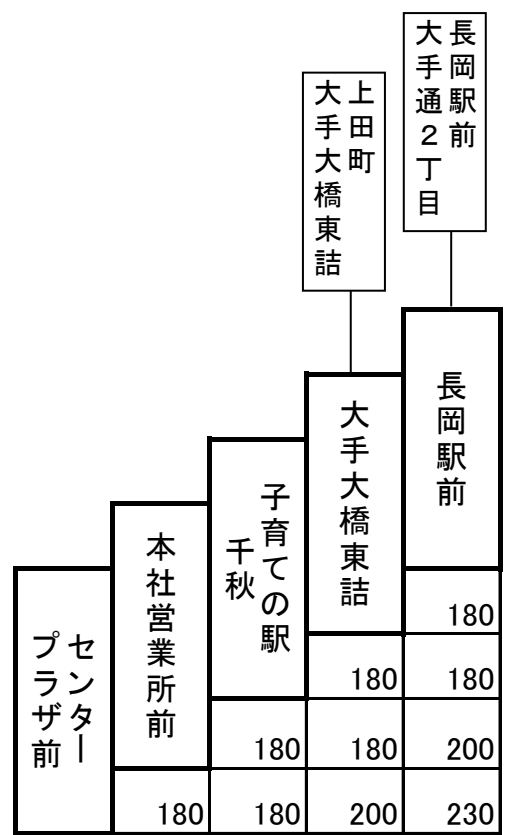 長岡駅前
大手通２丁目
上田町
大手大橋東詰
長岡駅前
大手大橋東詰
子育ての駅
千秋
本社営業所前
センター
プラザ前
180
180 180
180 180 200
180 180 200 230